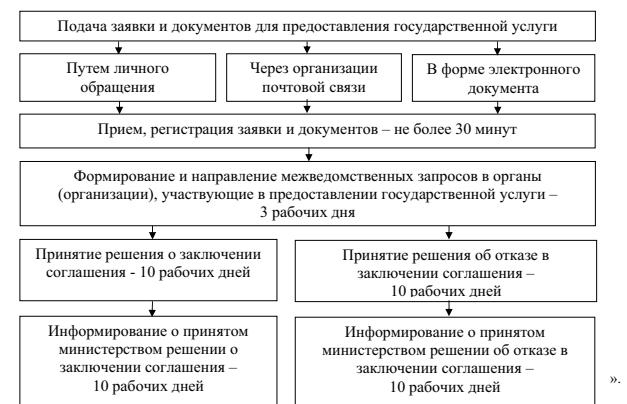 Подача заявки и документов для предоставления государственной услуги
Путем личного
обращения
Через организации
почтовой связи
В форме электронного
документа
Прием, регистрация заявки и документов – не более 30 минут
Формирование и направление межведомственных запросов в органы
(организации), участвующие в предоставлении государственной услуги –
3 рабочих дня
Принятие решения о заключении
соглашения - 10 рабочих дней
Принятие решения об отказе в
заключении соглашения –
10 рабочих дней
Информирование о принятом
министерством решении о
заключении соглашения –
10 рабочих дней
Информирование о принятом
министерством решении об отказе в
заключении соглашения –
10 рабочих дней
».